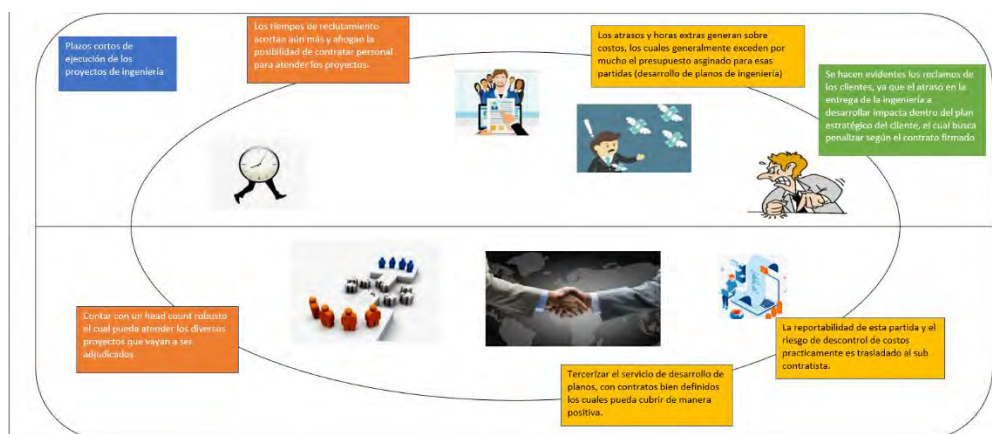 Plazos cortos de
ejecución de los
proyectos de ingeniería
Los tiempos de reclutamiento
acortan aún más y ahogan la
posibilidad de contratar personal
para atender los proyectos.
Los atrasos y horas extras generan sobre
costos, los cuales generalmente exceden por
mucho el presupuesto asginado para esas
partidas (desarrollo de planos de ingeniería)
Se hacen evidentes los reclamos de
los clientes, ya que el atraso en la
entrega de la ingeniería a
desarrollar impacta dentro del plan
estratégico del cliente, el cual busca
penalizar según el contrato firmado
Contar con un head count robusto
el cual pueda atender los diversos
proyectos que vayan a ser
adjudicados
Tercerizar el servicio de desarrollo de
planos, con contratos bien definidos
los cuales pueda cubrir de manera
positiva.
La reportabilidad de esta partida y el
riesgo de descontrol de costos
practicamente es trasladado al sub
contratista.